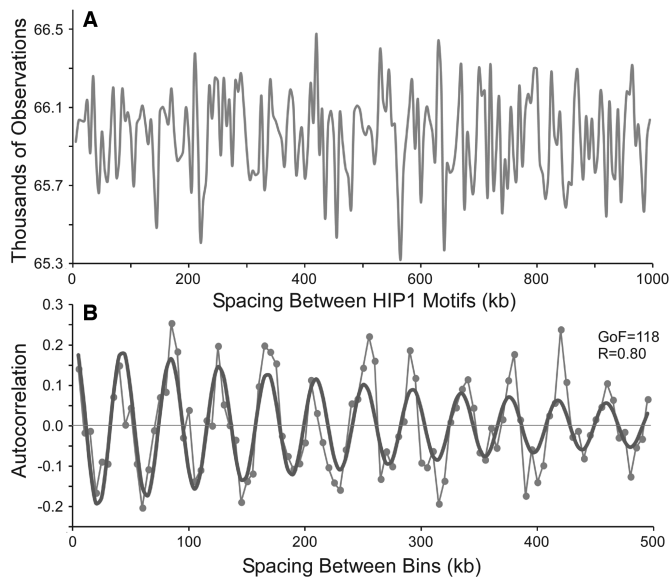 A
66.5
66.1
65.7
65.3
Thousands of Observations
0 200 400 600 800 1000
Spacing Between HIP1 Motifs (kb)
B
0.3
0.2
0.1
0.0
-0.1
-0.2
Autocorrelation
GoF=118
R=0.80
0 100 200 300 400 500
Spacing Between Bins (kb)